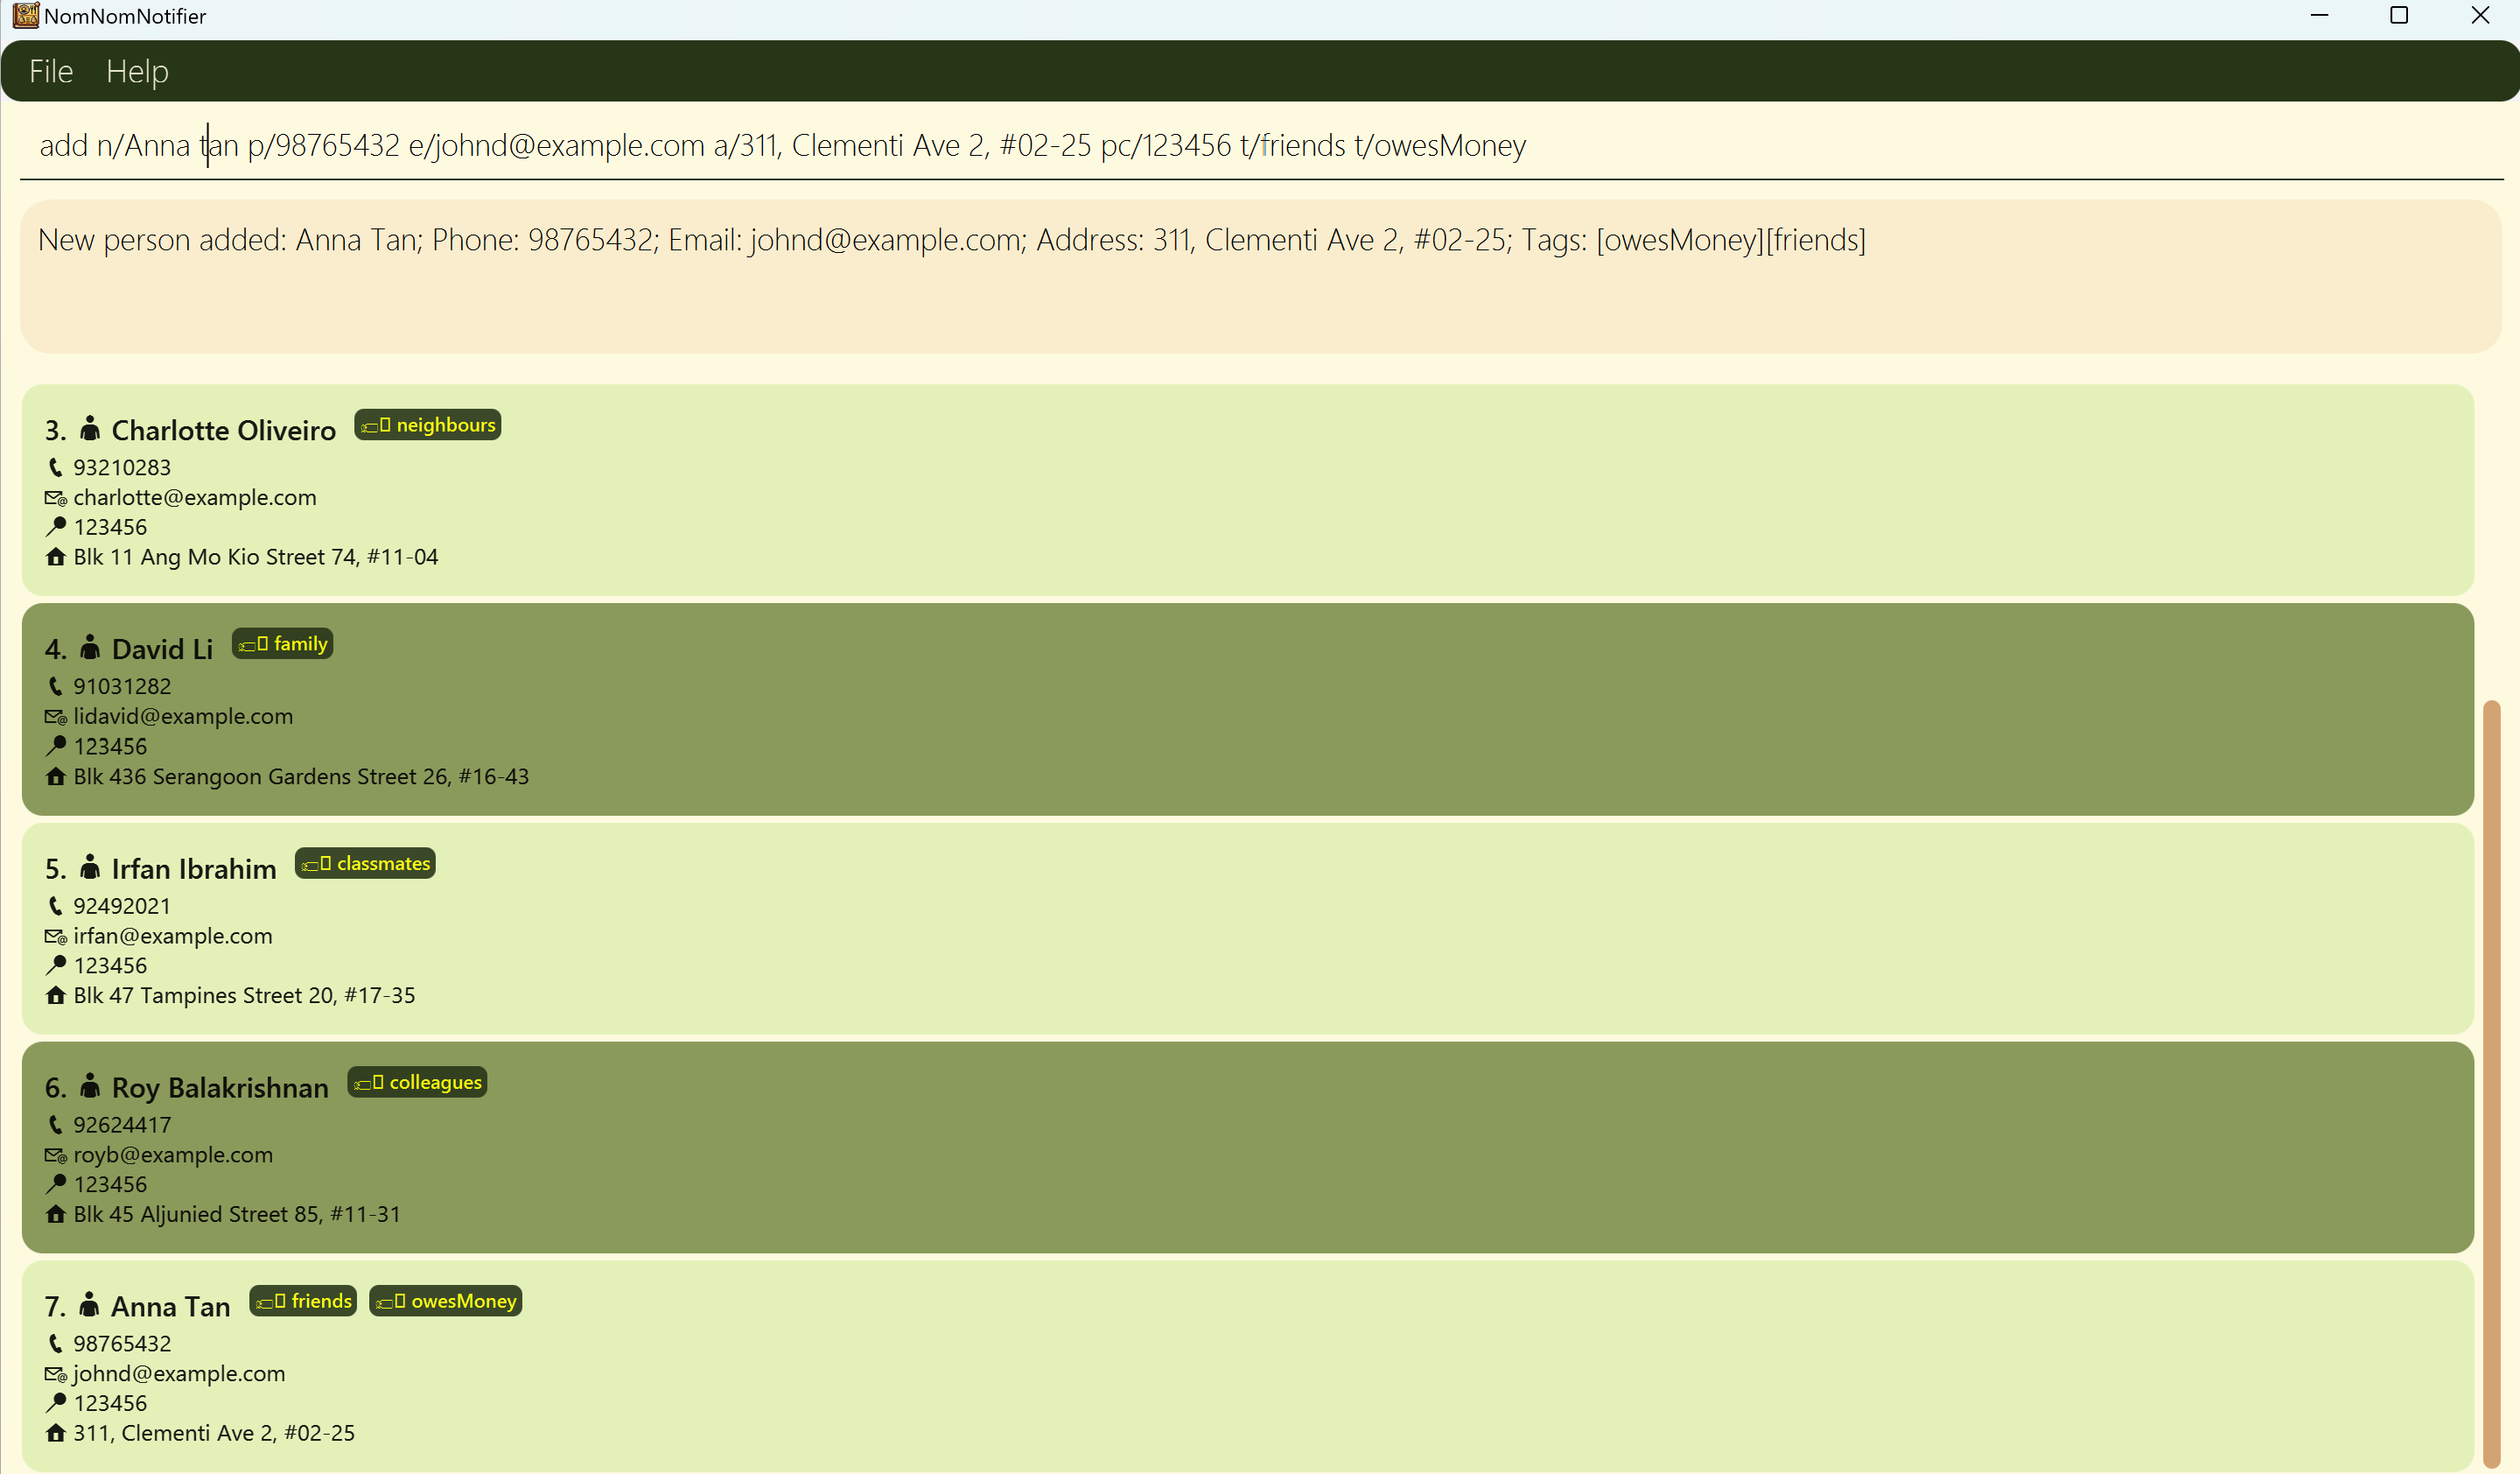 NomNomNotifier
File Help
add n/Anna tan p/98765432 e/johnd@example.com a/311, Clementi Ave 2, #02-25 pc/123456 t/friends t/owesMoney
New person added: Anna Tan; Phone: 98765432; Email: johnd@example.com; Address: 311, Clementi Ave 2, #02-25; Tags: [owesMoney][friends]
3. Charlotte Oliveiro neighbours
93210283
charlotte@example.com
123456
Blk 11 Ang Mo Kio Street 74, #11-04
4. David Li family
91031282
lidavid@example.com
123456
Blk 436 Serangoon Gardens Street 26, #16-43
5. Irfan Ibrahim classmates
92492021
irfan@example.com
123456
Blk 47 Tampines Street 20, #17-35
6. Roy Balakrishnan colleagues
92624417
royb@example.com
123456
Blk 45 Aljunied Street 85, #11-31
7. Anna Tan friends owesMoney
98765432
johnd@example.com
123456
311, Clementi Ave 2, #02-25